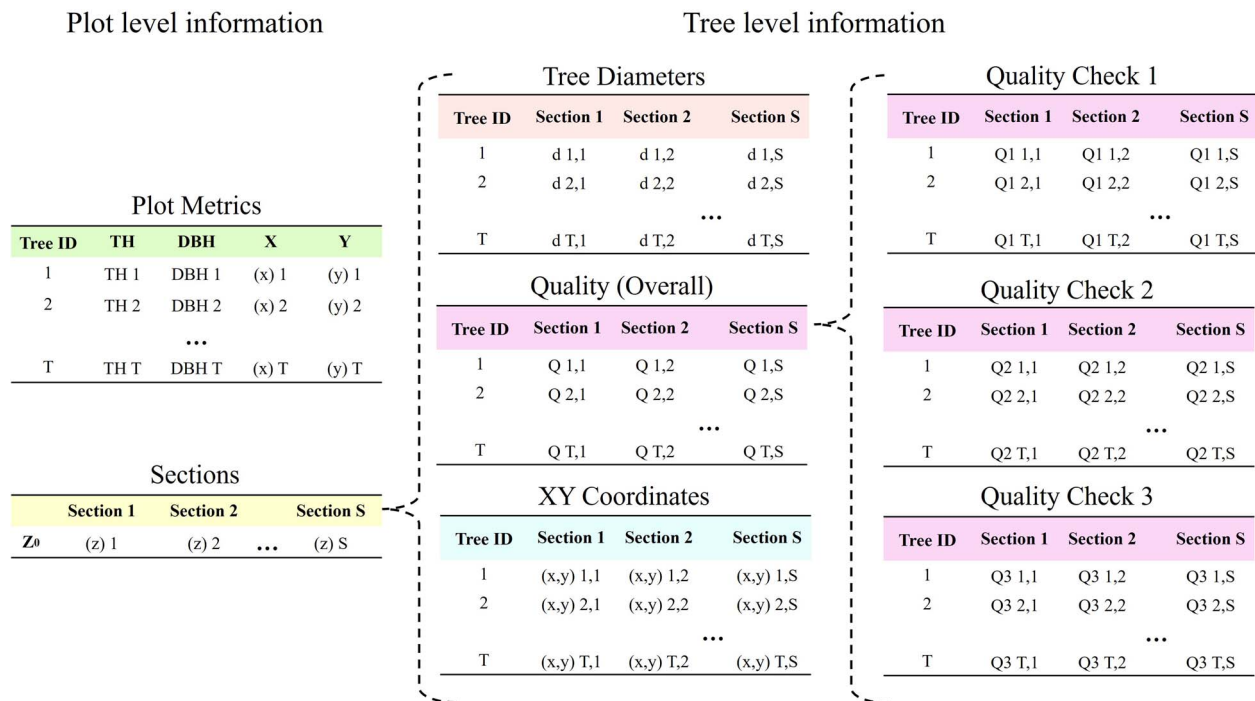 Plot level information
Tree level information
Plot Metrics
Tree ID TH DBH X Y
1 TH 1 DBH 1 (x) 1 (y) 1
2 TH 2 DBH 2 (x) 2 (y) 2
...
T TH T DBH T (x) T (y) T
Sections
Section 1 Section 2 Section S
Z0 (z) 1 (z) 2 ... (z) S
Tree Diameters
Tree ID Section 1 Section 2 Section S
1 d 1,1 d 1,2 d 1,S
2 d 2,1 d 2,2 d 2,S
...
T d T,1 d T,2 d T,S
Quality (Overall)
Tree ID Section 1 Section 2 Section S
1 Q 1,1 Q 1,2 Q 1,S
2 Q 2,1 Q 2,2 Q 2,S
...
T Q T,1 Q T,2 Q T,S
XY Coordinates
Tree ID Section 1 Section 2 Section S
1 (x,y) 1,1 (x,y) 1,2 (x,y) 1,S
2 (x,y) 2,1 (x,y) 2,2 (x,y) 2,S
...
T (x,y) T,1 (x,y) T,2 (x,y) T,S
Quality Check 1
Tree ID Section 1 Section 2 Section S
1 Q1 1,1 Q1 1,2 Q1 1,S
2 Q1 2,1 Q1 2,2 Q1 2,S
...
T Q1 T,1 Q1 T,2 Q1 T,S
Quality Check 2
Tree ID Section 1 Section 2 Section S
1 Q2 1,1 Q2 1,2 Q2 1,S
2 Q2 2,1 Q2 2,2 Q2 2,S
...
T Q2 T,1 Q2 T,2 Q2 T,S
Quality Check 3
Tree ID Section 1 Section 2 Section S
1 Q3 1,1 Q3 1,2 Q3 1,S
2 Q3 2,1 Q3 2,2 Q3 2,S
...
T Q3 T,1 Q3 T,2 Q3 T,S